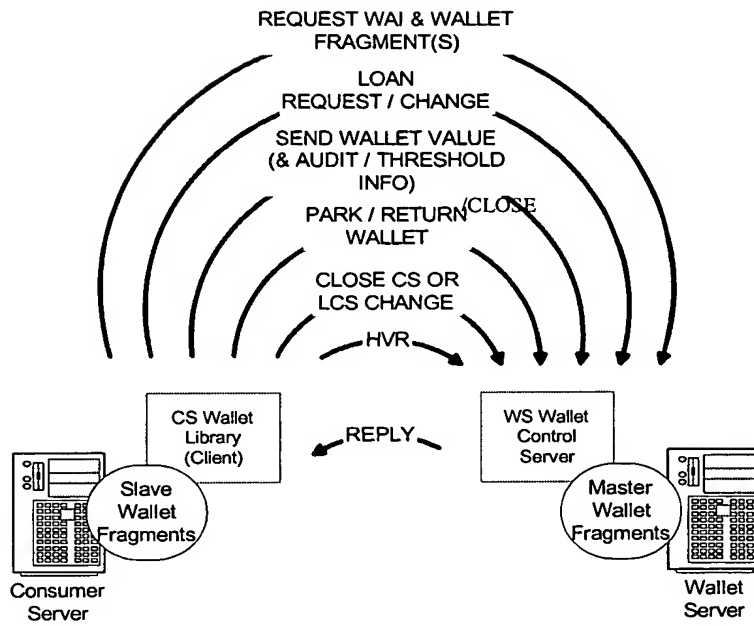 REQUEST WAI & WALLET
FRAGMENT(S)
LOAN
REQUEST / CHANGE
SEND WALLET VALUE
(& AUDIT / THRESHOLD
INFO)
/CLOSE
PARK / RETURN
WALLET
CLOSE CS OR
LCS CHANGE
HVR
CS Wallet
Library
(Client)
REPLY
WS Wallet
Control
Server
Slave
Wallet
Fragments
Master
Wallet
Fragments
Consumer
Server
Wallet
Server